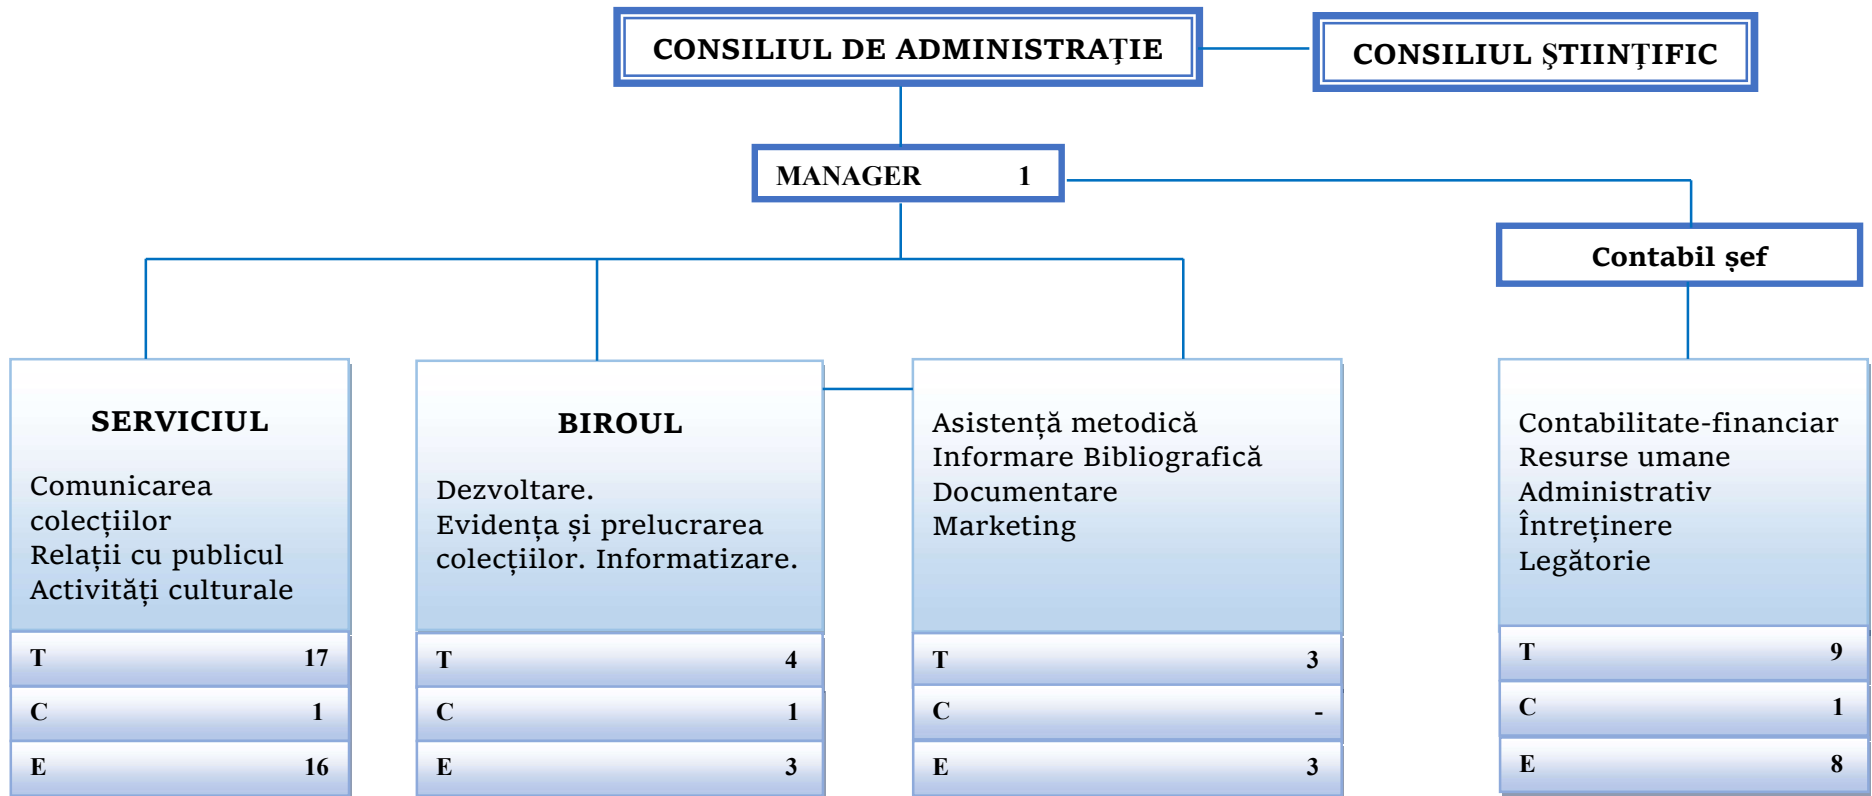 CONSILIUL DE ADMINISTRAŢIE
CONSILIUL ŞTIINŢIFIC
MANAGER 1
Contabil șef
SERVICIUL
Comunicarea
colecțiilor
Relații cu publicul
Activități culturale
T 17
C 1
E 16
BIROUL
Dezvoltare.
Evidența și prelucrarea
colecțiilor. Informatizare.
T 4
C 1
E 3
Asistență metodică
Informare Bibliografică
Documentare
Marketing
T 3
C -
E 3
Contabilitate-financiar
Resurse umane
Administrativ
Întreținere
Legătorie
T 9
C 1
E 8